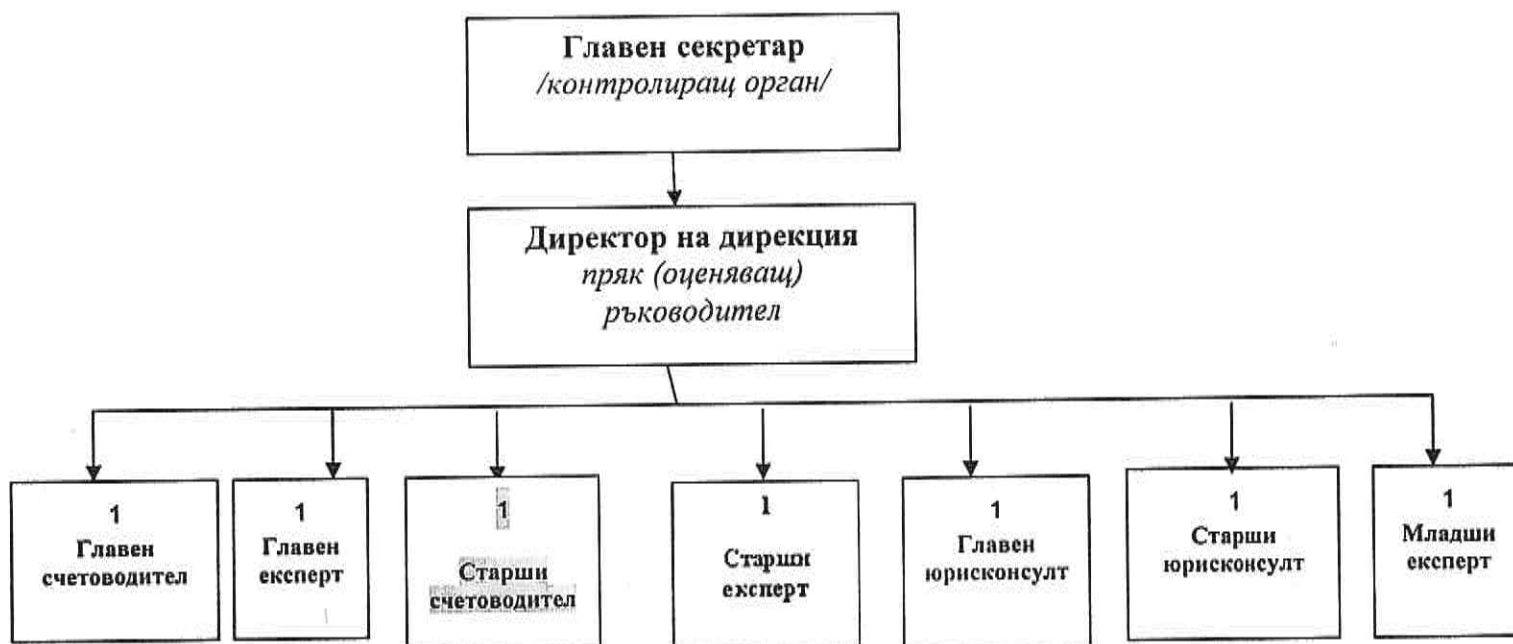 Главен секретар
/контролиращ орган/
Директор на дирекция
пряк (оценяващ)
ръководител
1
Главен
счетоводител
1
Главен
експерт
1
Старши
счетоводител
1
Старши
експерт
1
Главен
юрисконсулт
1
Старши
юрисконсулт
1
Младши
експерт